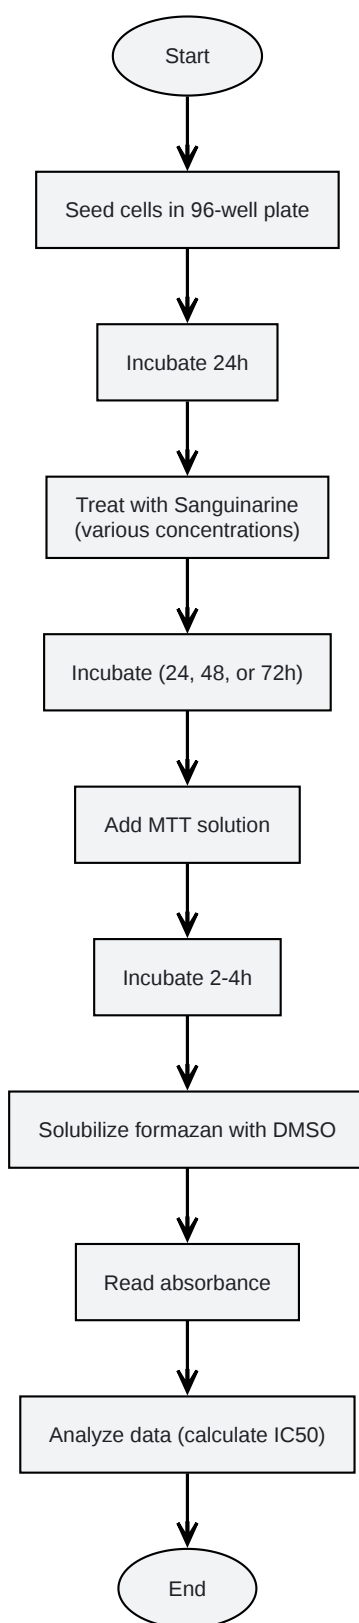 Start
Seed cells in 96-well plate
Incubate 24h
Treat with Sanguinarine
(various concentrations)
Incubate (24, 48, or 72h)
Add MTT solution
Incubate 2-4h
Solubilize formazan with DMSO
Read absorbance
Analyze data (calculate IC50)
End